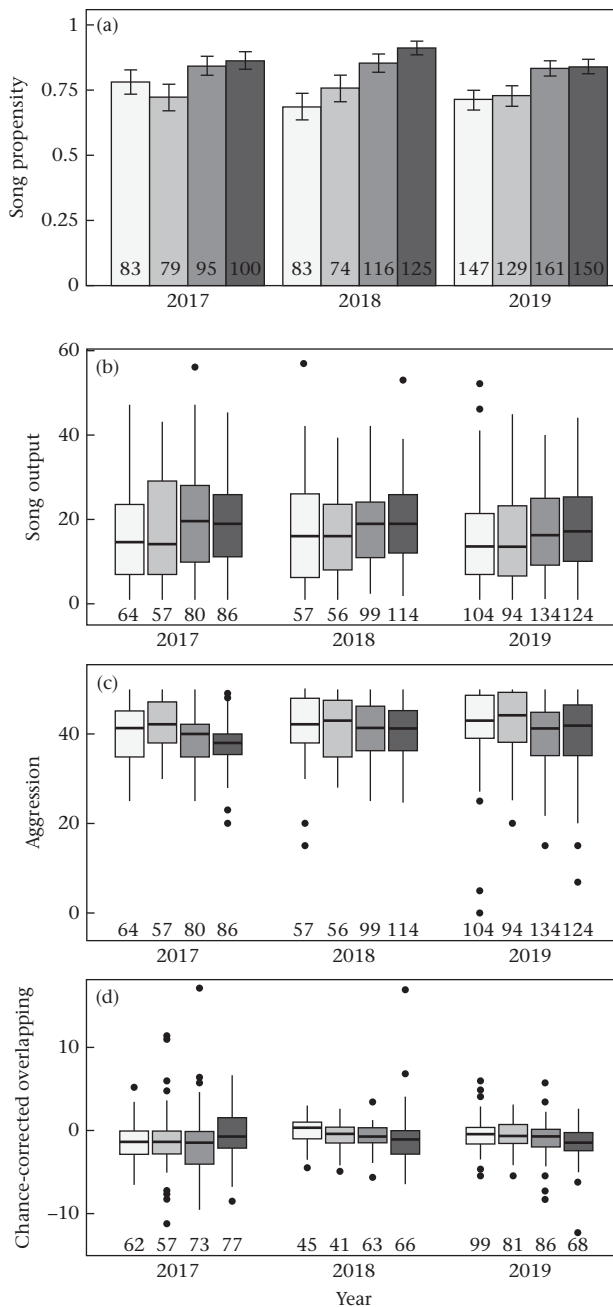 (a)
1
0.75
0.5
0.25
0
Song propensity
83 79 95 100 83 74 116 125 147 129 161 150
2017 2018 2019
(b)
60
40
20
0
Song output
64 57 80 86 57 56 99 114 104 94 134 124
2017 2018 2019
(c)
40
20
0
Aggression
64 57 80 86 57 56 99 114 104 94 134 124
2017 2018 2019
(d)
10
0
−10
Chance-corrected overlapping
62 57 73 77 45 41 63 66 99 81 86 68
2017 2018 2019
Year